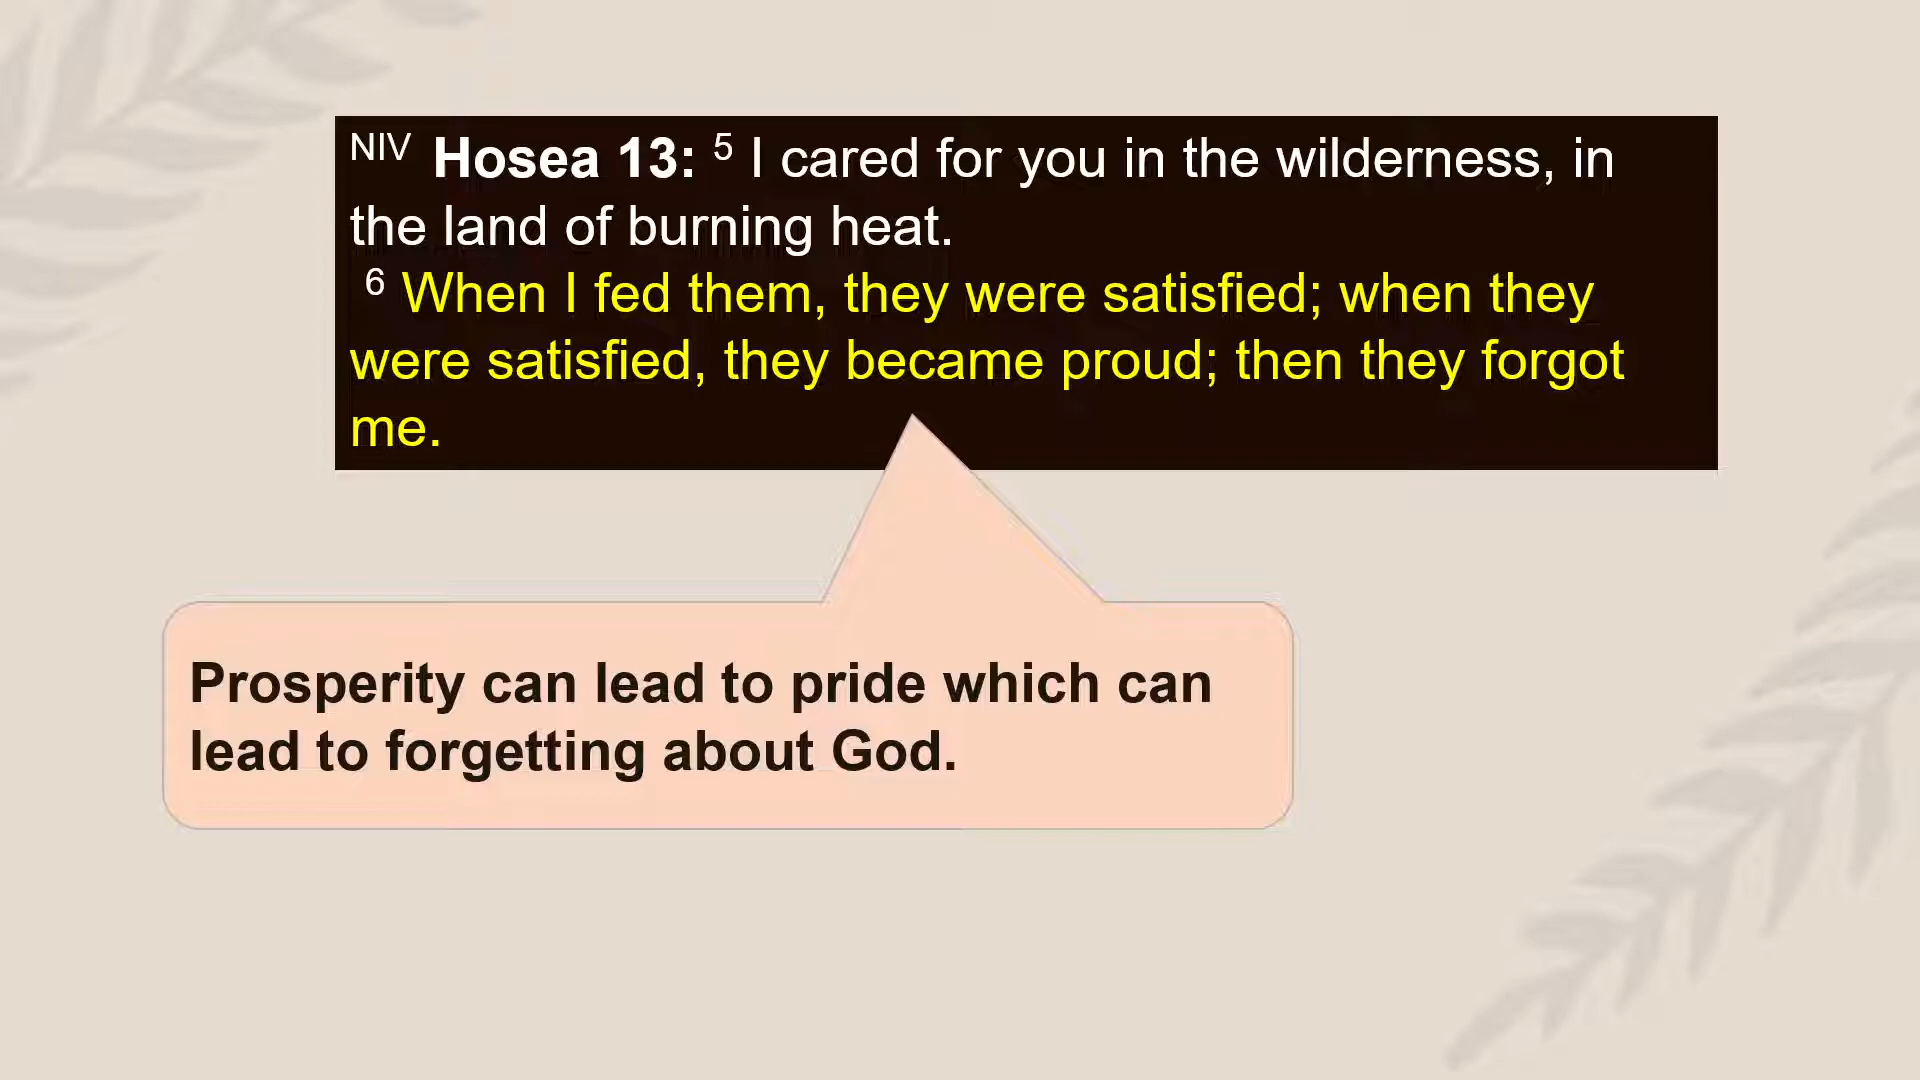 NIV Hosea 13: 5 I cared for you in the wilderness, in
the land of burning heat.
6 When I fed them, they were satisfied; when they
were satisfied, they became proud; then they forgot
me.
Prosperity can lead to pride which can
lead to forgetting about God.